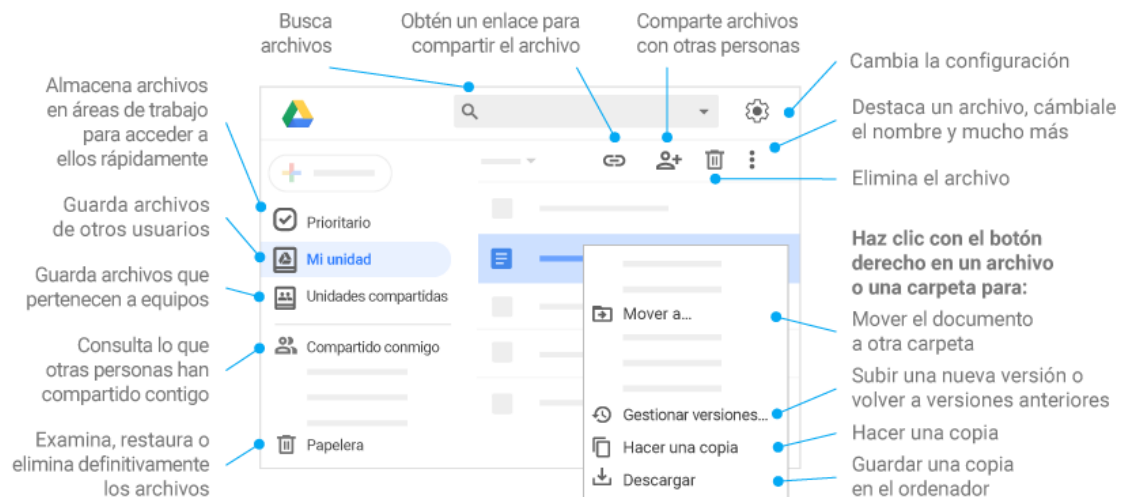 Busca
archivos
Obtén un enlace para
compartir el archivo
Comparte archivos
con otras personas
Cambia la configuración
Destaca un archivo, cámbiale
el nombre y mucho más
Elimina el archivo
Almacena archivos
en áreas de trabajo
para acceder a
ellos rápidamente
Guarda archivos
de otros usuarios
Guarda archivos que
pertenecen a equipos
Consulta lo que
otras personas han
compartido contigo
Examina, restaura o
elimina definitivamente
los archivos
Prioritario
Mi unidad
Unidades compartidas
Compartido conmigo
Papelera
Mover a...
Gestionar versiones...
Hacer una copia
Descargar
Haz clic con el botón
derecho en un archivo
o una carpeta para:
Mover el documento
a otra carpeta
Subir una nueva versión o
volver a versiones anteriores
Hacer una copia
Guardar una copia
en el ordenador